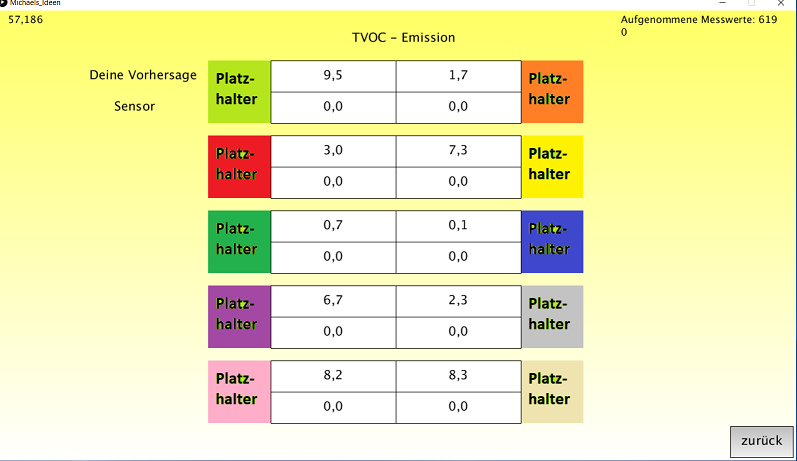 Michaels_Ideen
57,186
Aufgenommene Messwerte: 619
0
TVOC - Emission
Deine Vorhersage
Sensor
Platz-
halter
9,5 1,7
0,0 0,0
Platz-
halter
Platz-
halter
3,0 7,3
0,0 0,0
Platz-
halter
Platz-
halter
0,7 0,1
0,0 0,0
Platz-
halter
Platz-
halter
6,7 2,3
0,0 0,0
Platz-
halter
Platz-
halter
8,2 8,3
0,0 0,0
Platz-
halter
zurück